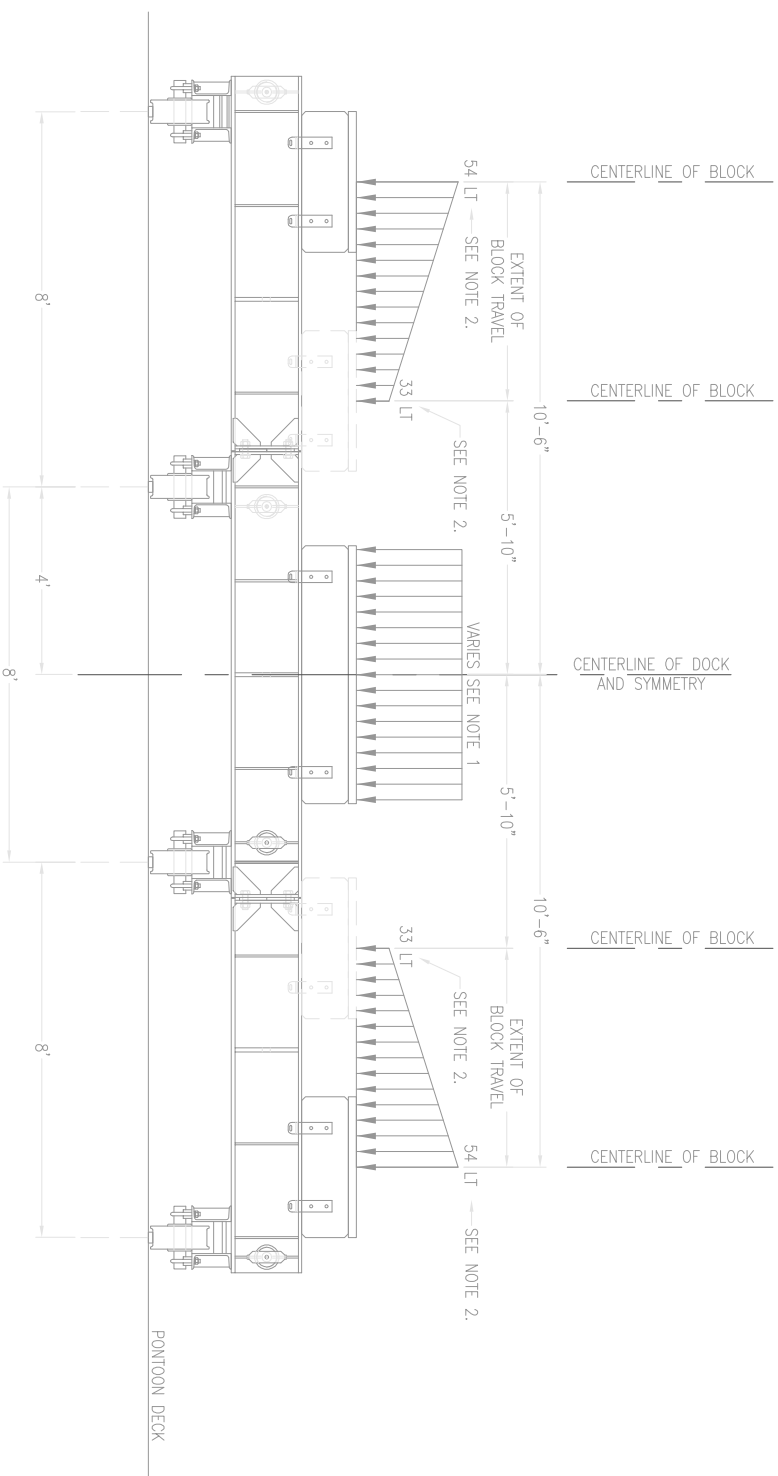 CENTERLINE OF BLOCK
CENTERLINE OF BLOCK
CENTERLINE OF DOCK
AND SYMMETRY
CENTERLINE OF BLOCK
CENTERLINE OF BLOCK
10'-6"
10'-6"
EXTENT OF
BLOCK TRAVEL
5'-10"
5'-10"
EXTENT OF
BLOCK TRAVEL
54 LT
SEE NOTE 2.
33 LT
SEE NOTE 2.
VARIES SEE NOTE 1
33 LT
SEE NOTE 2.
54 LT
SEE NOTE 2.
PONTOON DECK
8'
4'
8'
8'